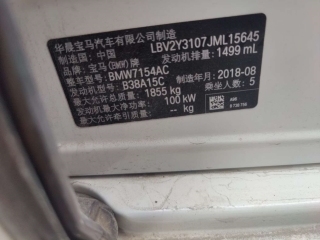 华晨宝马汽车有限公司制造
制造国：中国 LBV2Y3107JML15645
品牌：宝马(BMW)牌 发动机排量：1499 mL
整车型号：BMW7154AC
发动机型号：B38A15C 制造年月：2018-08
最大允许总质量：1855 kg 乘坐人数：5
发动机最大净功率：100 kW
最大允许牵引质量：-- kg